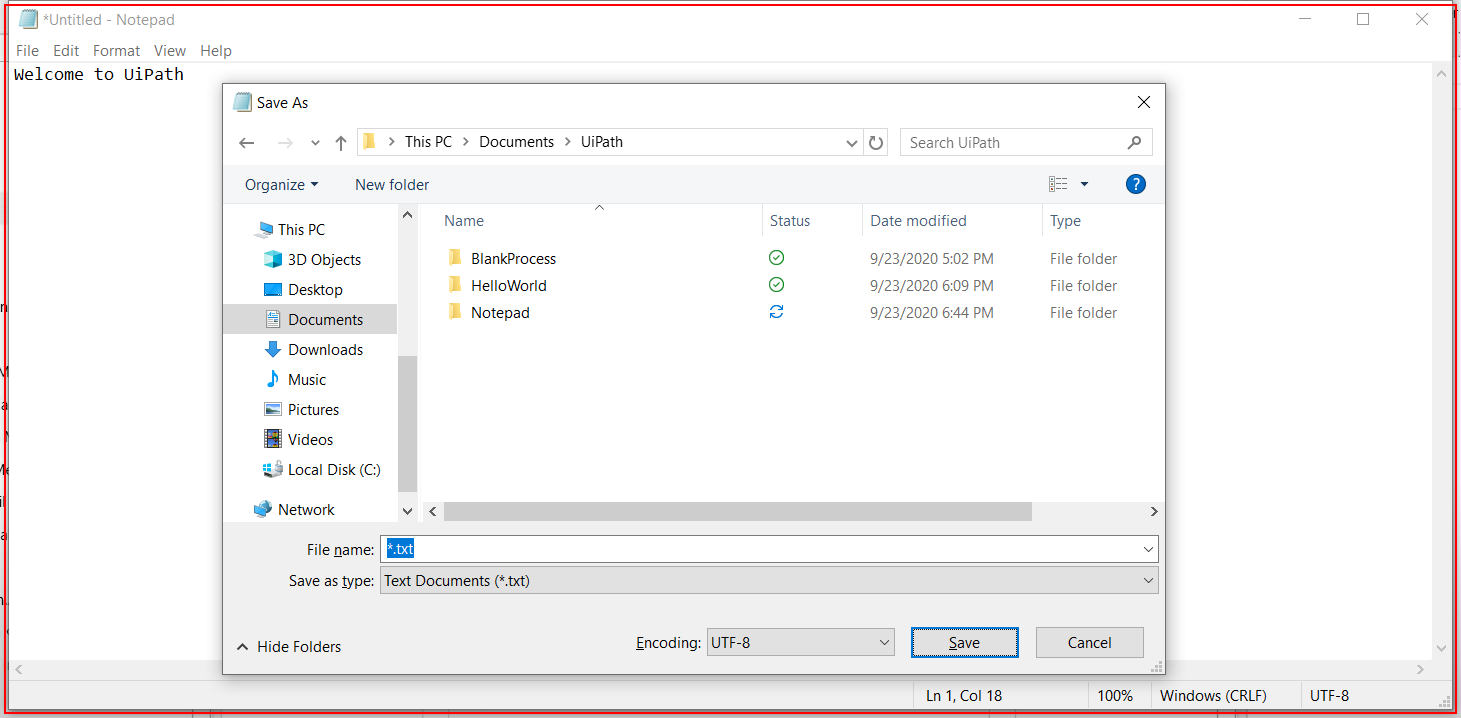 *Untitled - Notepad
File Edit Format View Help
Welcome to UiPath
Save As
This PC > Documents > UiPath
Search UiPath
Organize New folder
?
Name Status Date modified Type
This PC
3D Objects
Desktop
Documents
Downloads
Music
Pictures
Videos
Local Disk (C:)
Network
BlankProcess 9/23/2020 5:02 PM File folder
HelloWorld 9/23/2020 6:09 PM File folder
Notepad 9/23/2020 6:44 PM File folder
File name: *.txt
Save as type: Text Documents (*.txt)
Hide Folders Encoding: UTF-8 Save Cancel
Ln 1, Col 18 100% Windows (CRLF) UTF-8